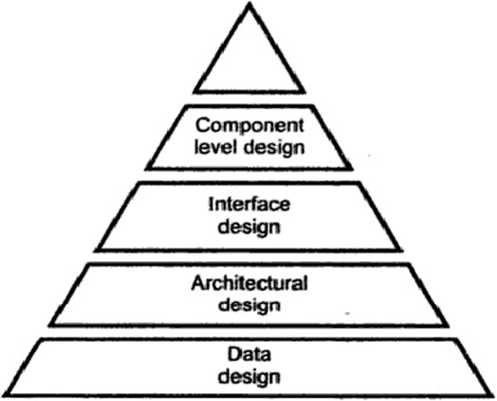 Component
level design
Interface
design
Architectural
design
Data
design